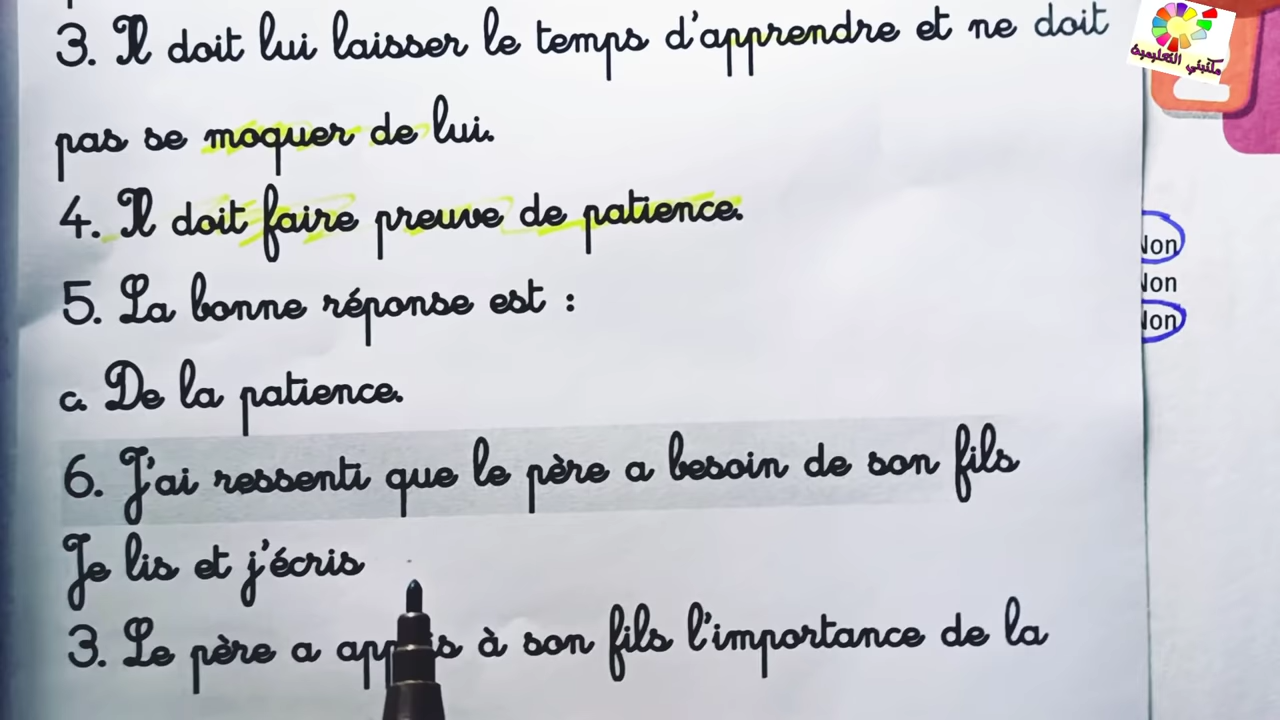 3. Il doit lui laisser le temps d'apprendre et ne doit
pas se moquer de lui.
4. Il doit faire preuve de patience.
5. La bonne réponse est :
c. De la patience.
6. J'ai ressenti que le père a besoin de son fils
Je lis et j'écris
3. Le père a appris à son fils l'importance de la
مكتبتي التعليمية
Non
Non
Non